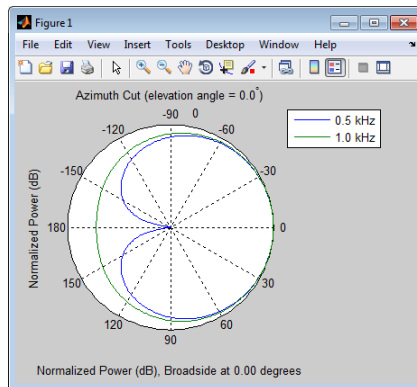 Figure 1
File Edit View Insert Tools Desktop Window Help
Azimuth Cut (elevation angle = 0.0°)
-90 0
-120 -60
-150 -30
180 0
150 30
120 60
90
Normalized Power (dB)
0.5 kHz
1.0 kHz
Normalized Power (dB), Broadside at 0.00 degrees